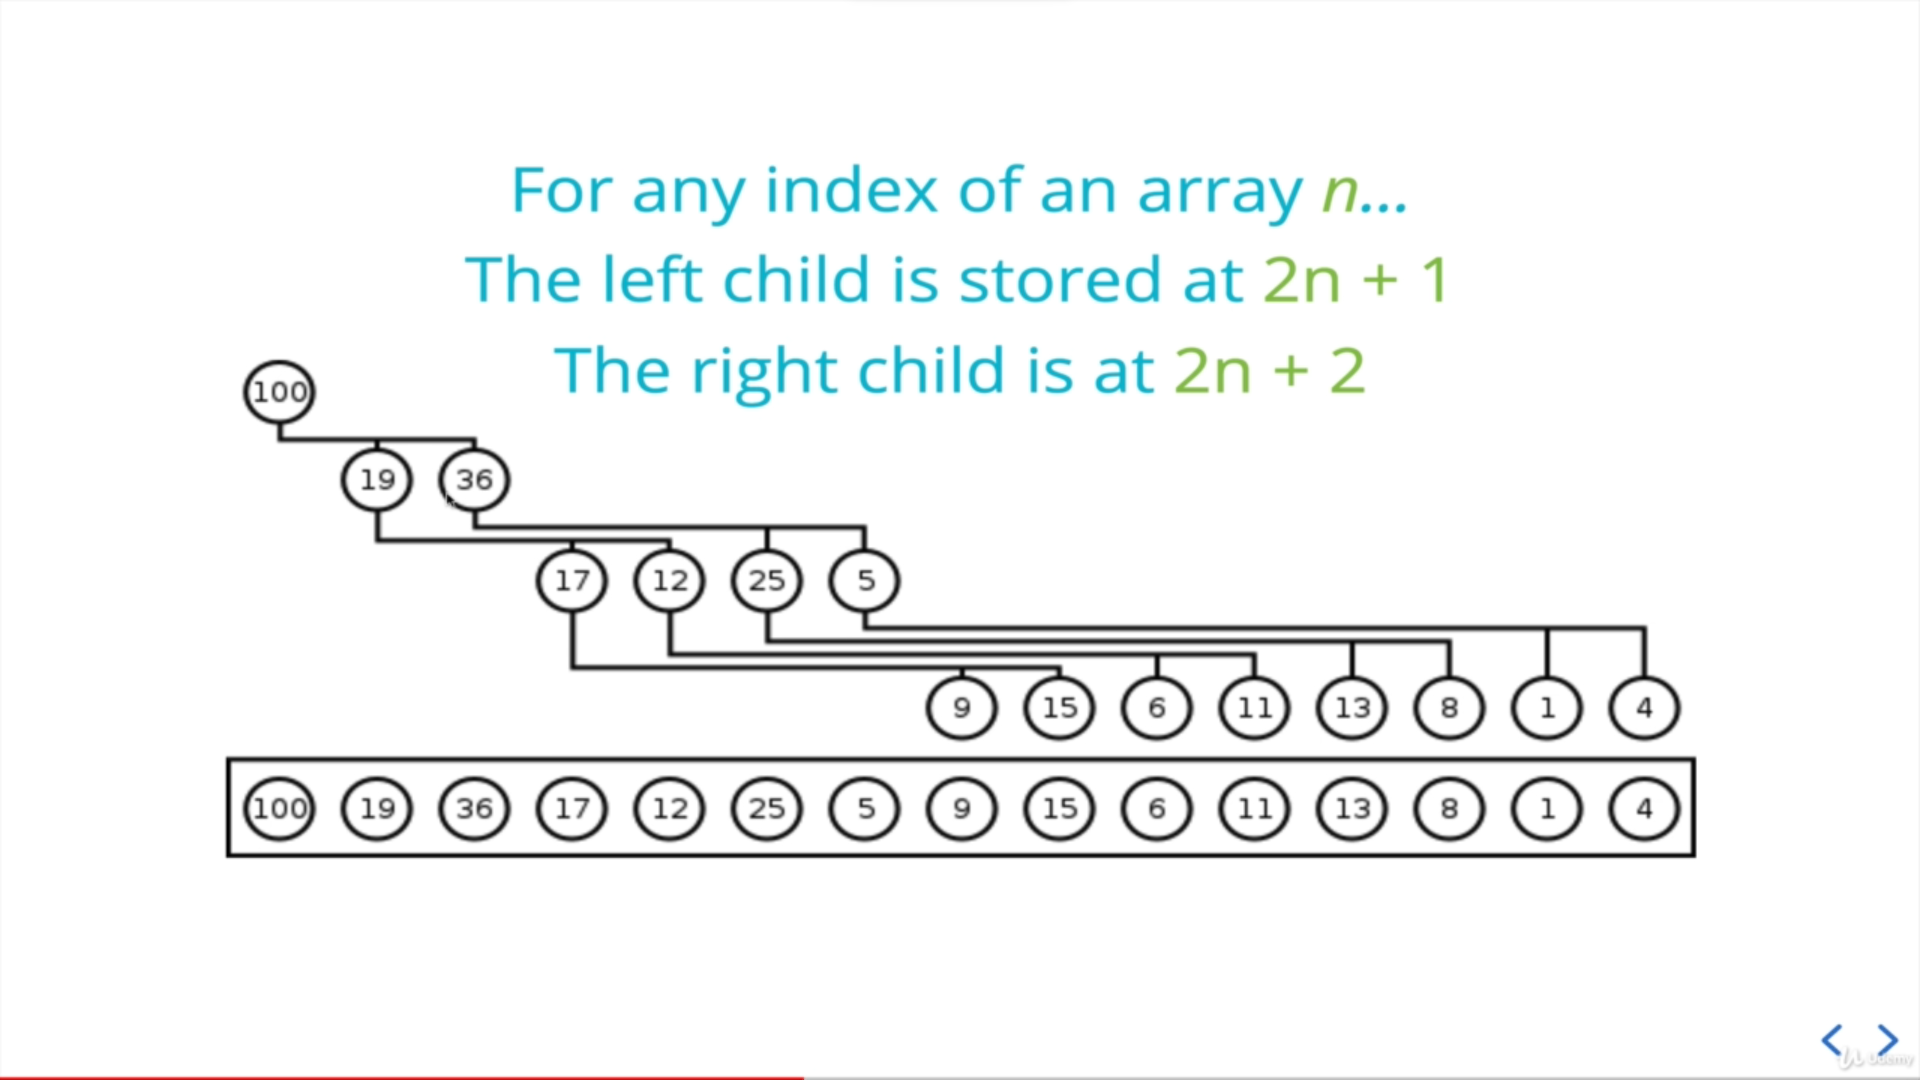 For any index of an array n...
The left child is stored at 2n + 1
The right child is at 2n + 2
100
19 36
17 12 25 5
9 15 6 11 13 8 1 4
100 19 36 17 12 25 5 9 15 6 11 13 8 1 4
Udemy